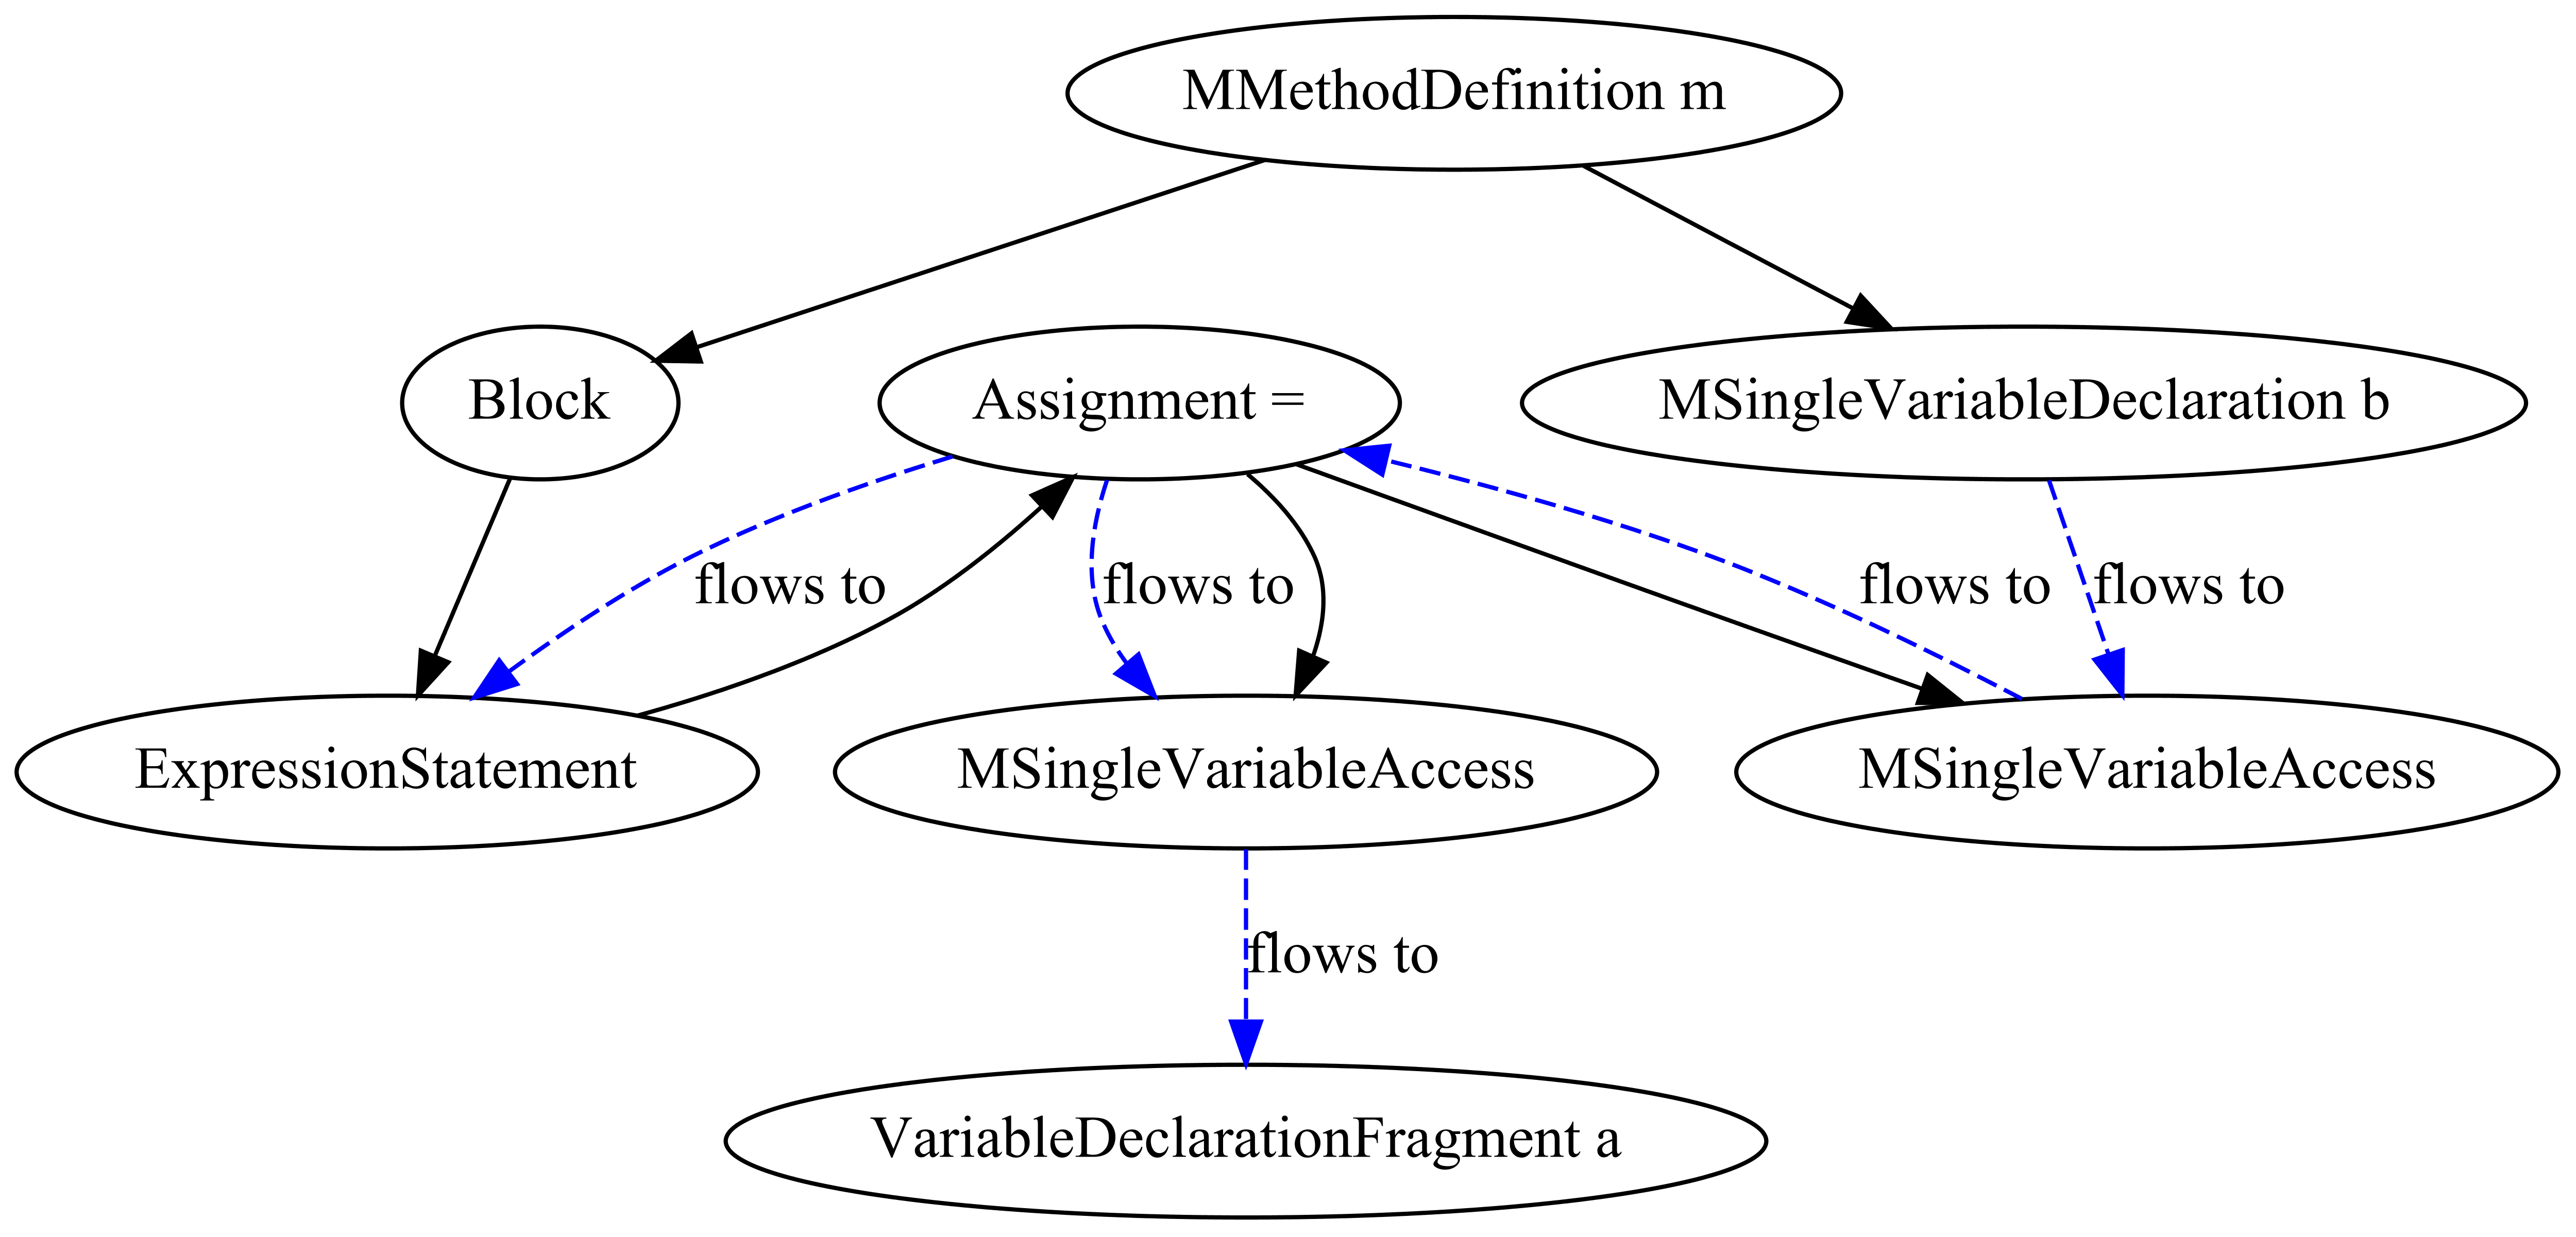 MMethodDefinition m
Block
Assignment =
MSingleVariableDeclaration b
flows to
flows to
flows to
flows to
ExpressionStatement
MSingleVariableAccess
MSingleVariableAccess
flows to
VariableDeclarationFragment a